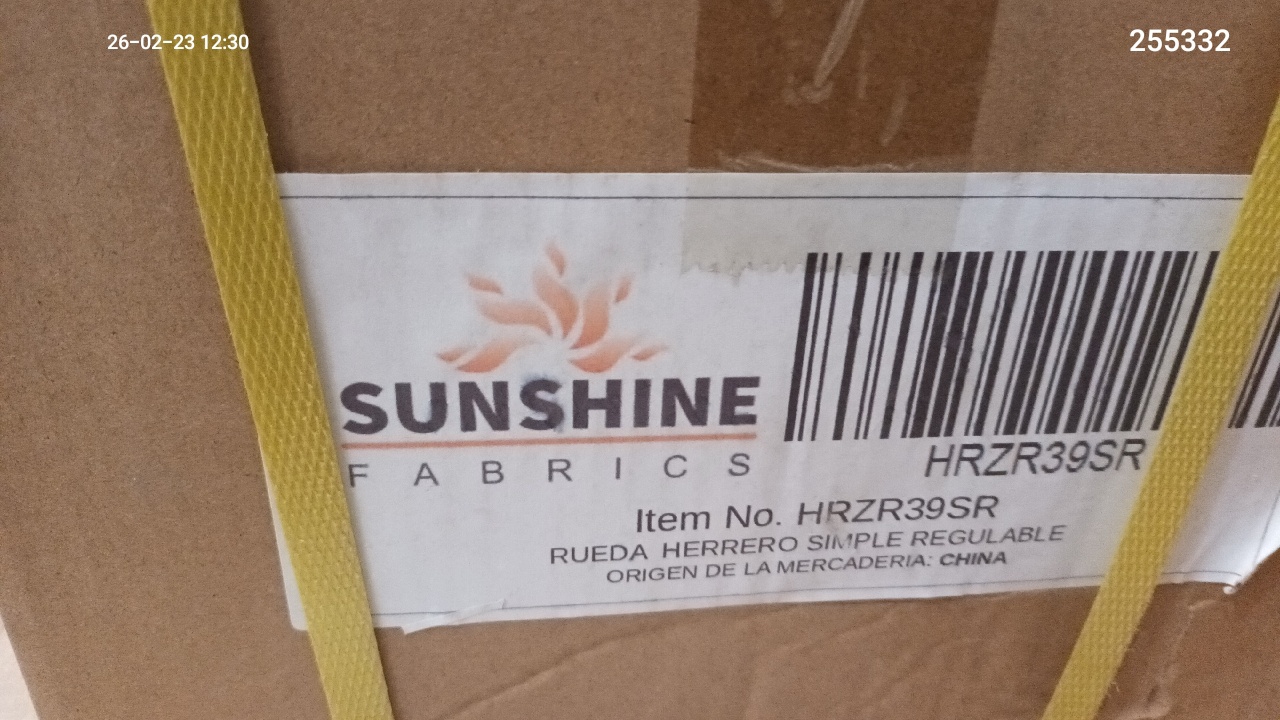 26-02-23 12:30
255332
SUNSHINE
FABRICS
HRZR39SR
Item No. HRZR39SR
RUEDA HERRERO SIMPLE REGULABLE
ORIGEN DE LA MERCADERIA: CHINA